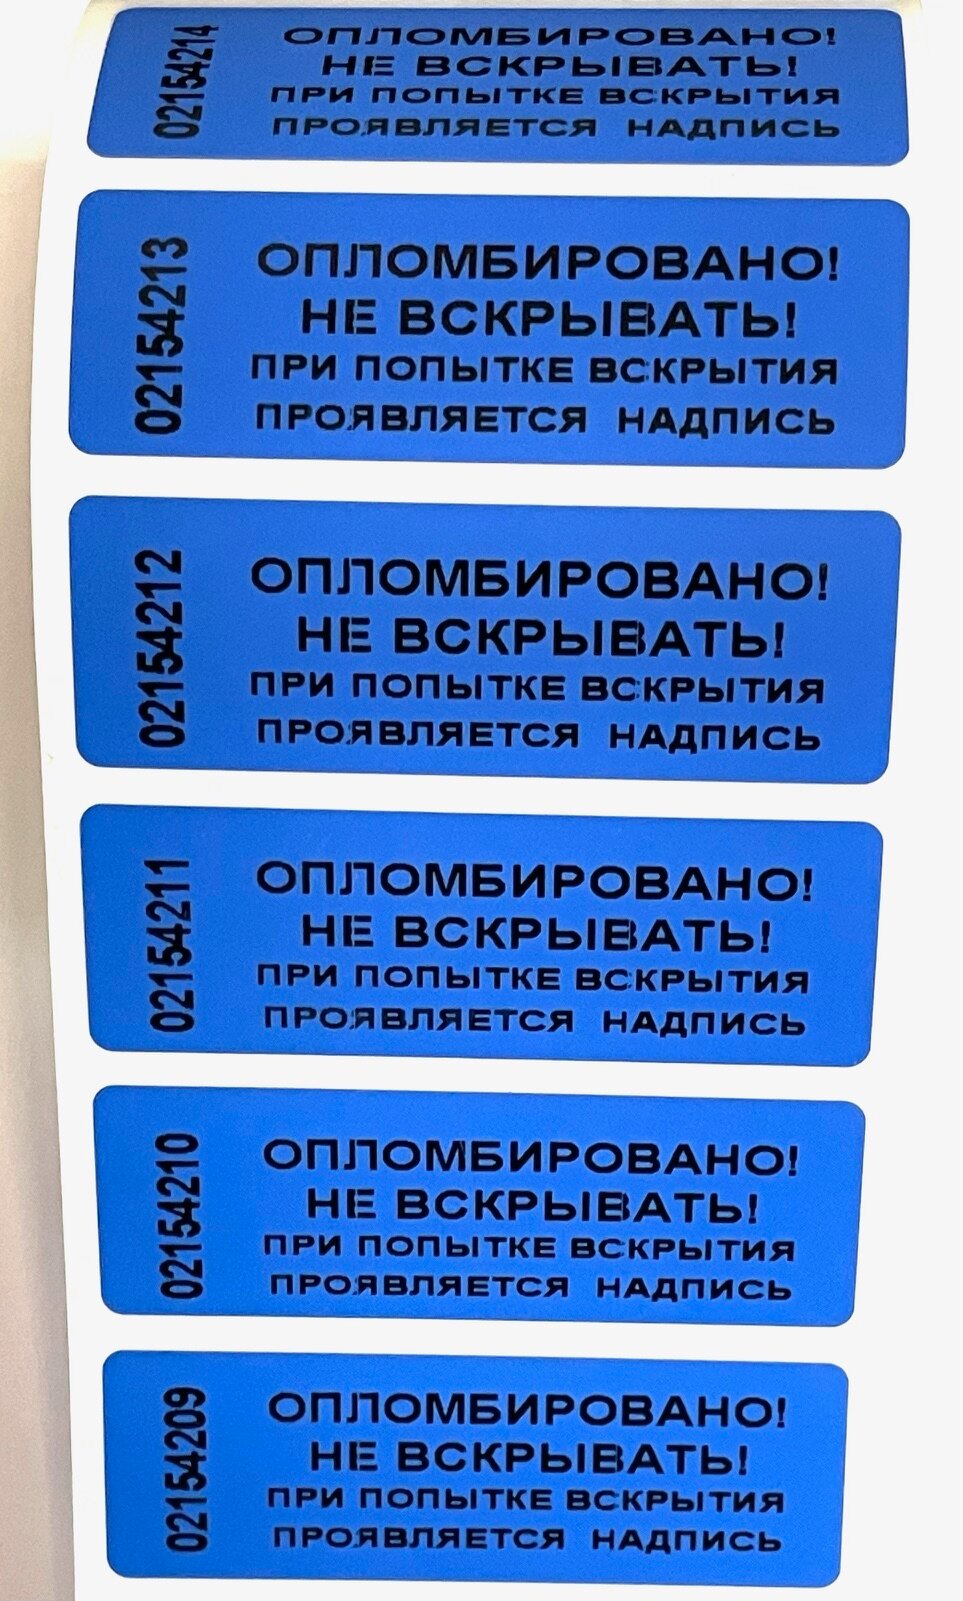 02154214
ОПЛОМБИРОВАНО!
НЕ ВСКРЫВАТЬ!
ПРИ ПОПЫТКЕ ВСКРЫТИЯ
ПРОЯВЛЯЕТСЯ НАДПИСЬ
02154213
ОПЛОМБИРОВАНО!
НЕ ВСКРЫВАТЬ!
ПРИ ПОПЫТКЕ ВСКРЫТИЯ
ПРОЯВЛЯЕТСЯ НАДПИСЬ
02154212
ОПЛОМБИРОВАНО!
НЕ ВСКРЫВАТЬ!
ПРИ ПОПЫТКЕ ВСКРЫТИЯ
ПРОЯВЛЯЕТСЯ НАДПИСЬ
02154211
ОПЛОМБИРОВАНО!
НЕ ВСКРЫВАТЬ!
ПРИ ПОПЫТКЕ ВСКРЫТИЯ
ПРОЯВЛЯЕТСЯ НАДПИСЬ
02154210
ОПЛОМБИРОВАНО!
НЕ ВСКРЫВАТЬ!
ПРИ ПОПЫТКЕ ВСКРЫТИЯ
ПРОЯВЛЯЕТСЯ НАДПИСЬ
02154209
ОПЛОМБИРОВАНО!
НЕ ВСКРЫВАТЬ!
ПРИ ПОПЫТКЕ ВСКРЫТИЯ
ПРОЯВЛЯЕТСЯ НАДПИСЬ